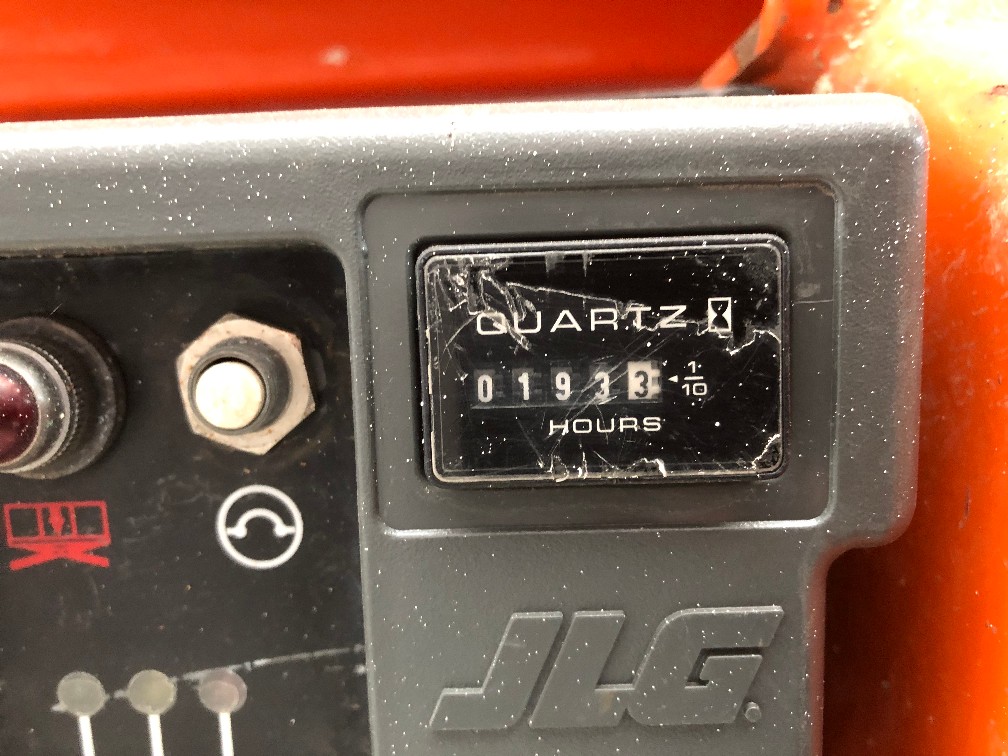 QUARTZ
01933 1/10
HOURS
JLG.